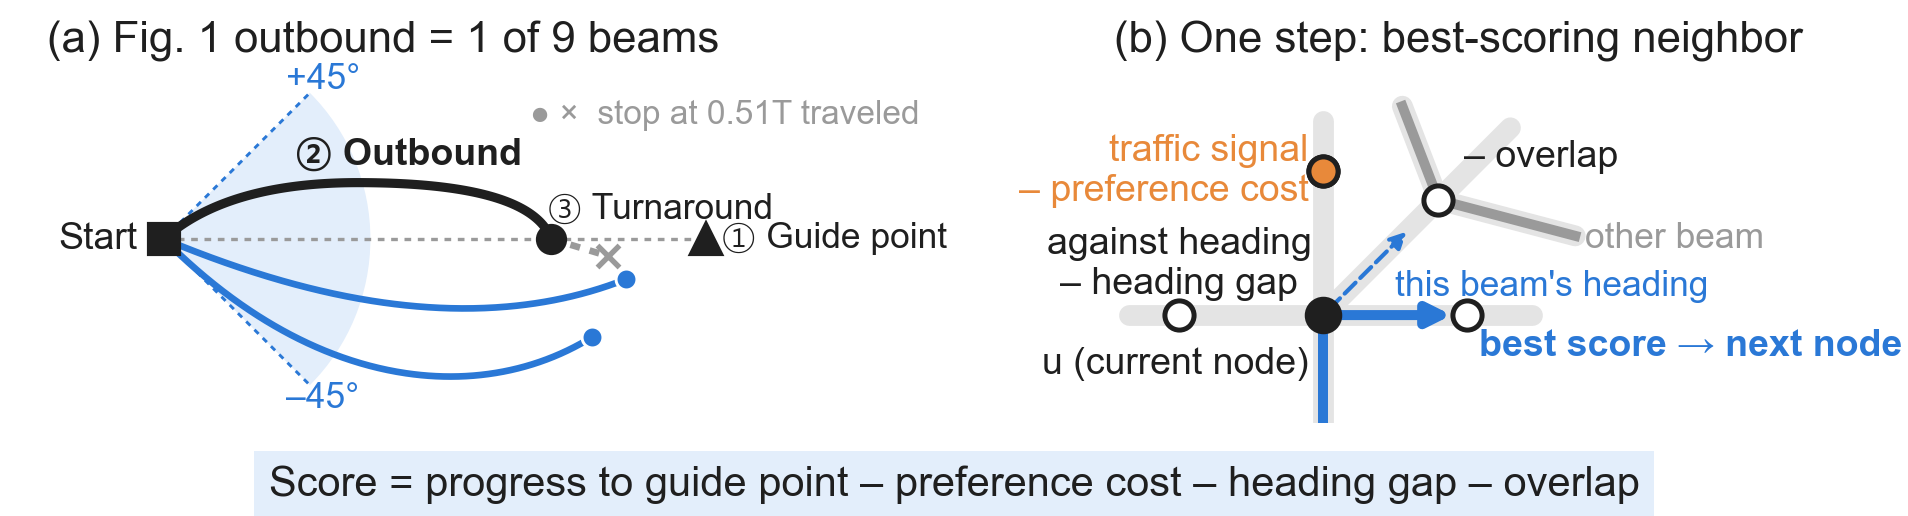 (a) Fig. 1 outbound = 1 of 9 beams
+45°
● × stop at 0.51T traveled
② Outbound
③ Turnaround
Start
① Guide point
–45°
(b) One step: best-scoring neighbor
traffic signal
– preference cost
– overlap
against heading
– heading gap
other beam
this beam's heading
best score → next node
u (current node)
Score = progress to guide point – preference cost – heading gap – overlap